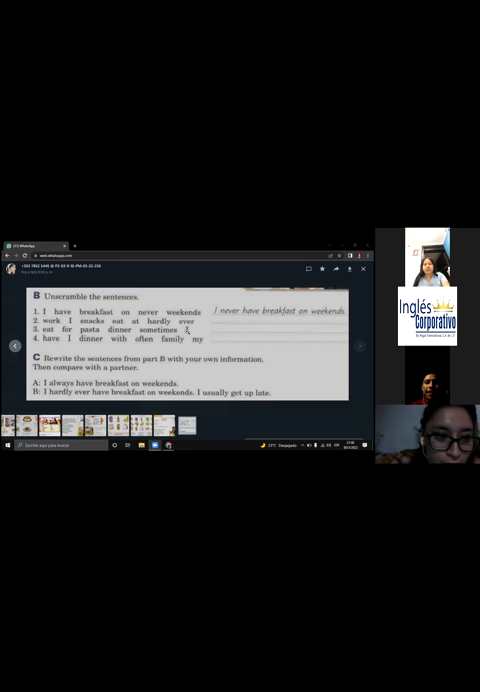 web.whatsapp.com
B Unscramble the sentences.
1. I have breakfast on never weekends
I never have breakfast on weekends.
2. work I snacks eat at hardly ever
3. eat for pasta dinner sometimes I
4. have I dinner with often family my
C Rewrite the sentences from part B with your own information.
Then compare with a partner.
A: I always have breakfast on weekends.
B: I hardly ever have breakfast on weekends. I usually get up late.
Escribe aquí para buscar
Despejado
Inglés
Corporativo